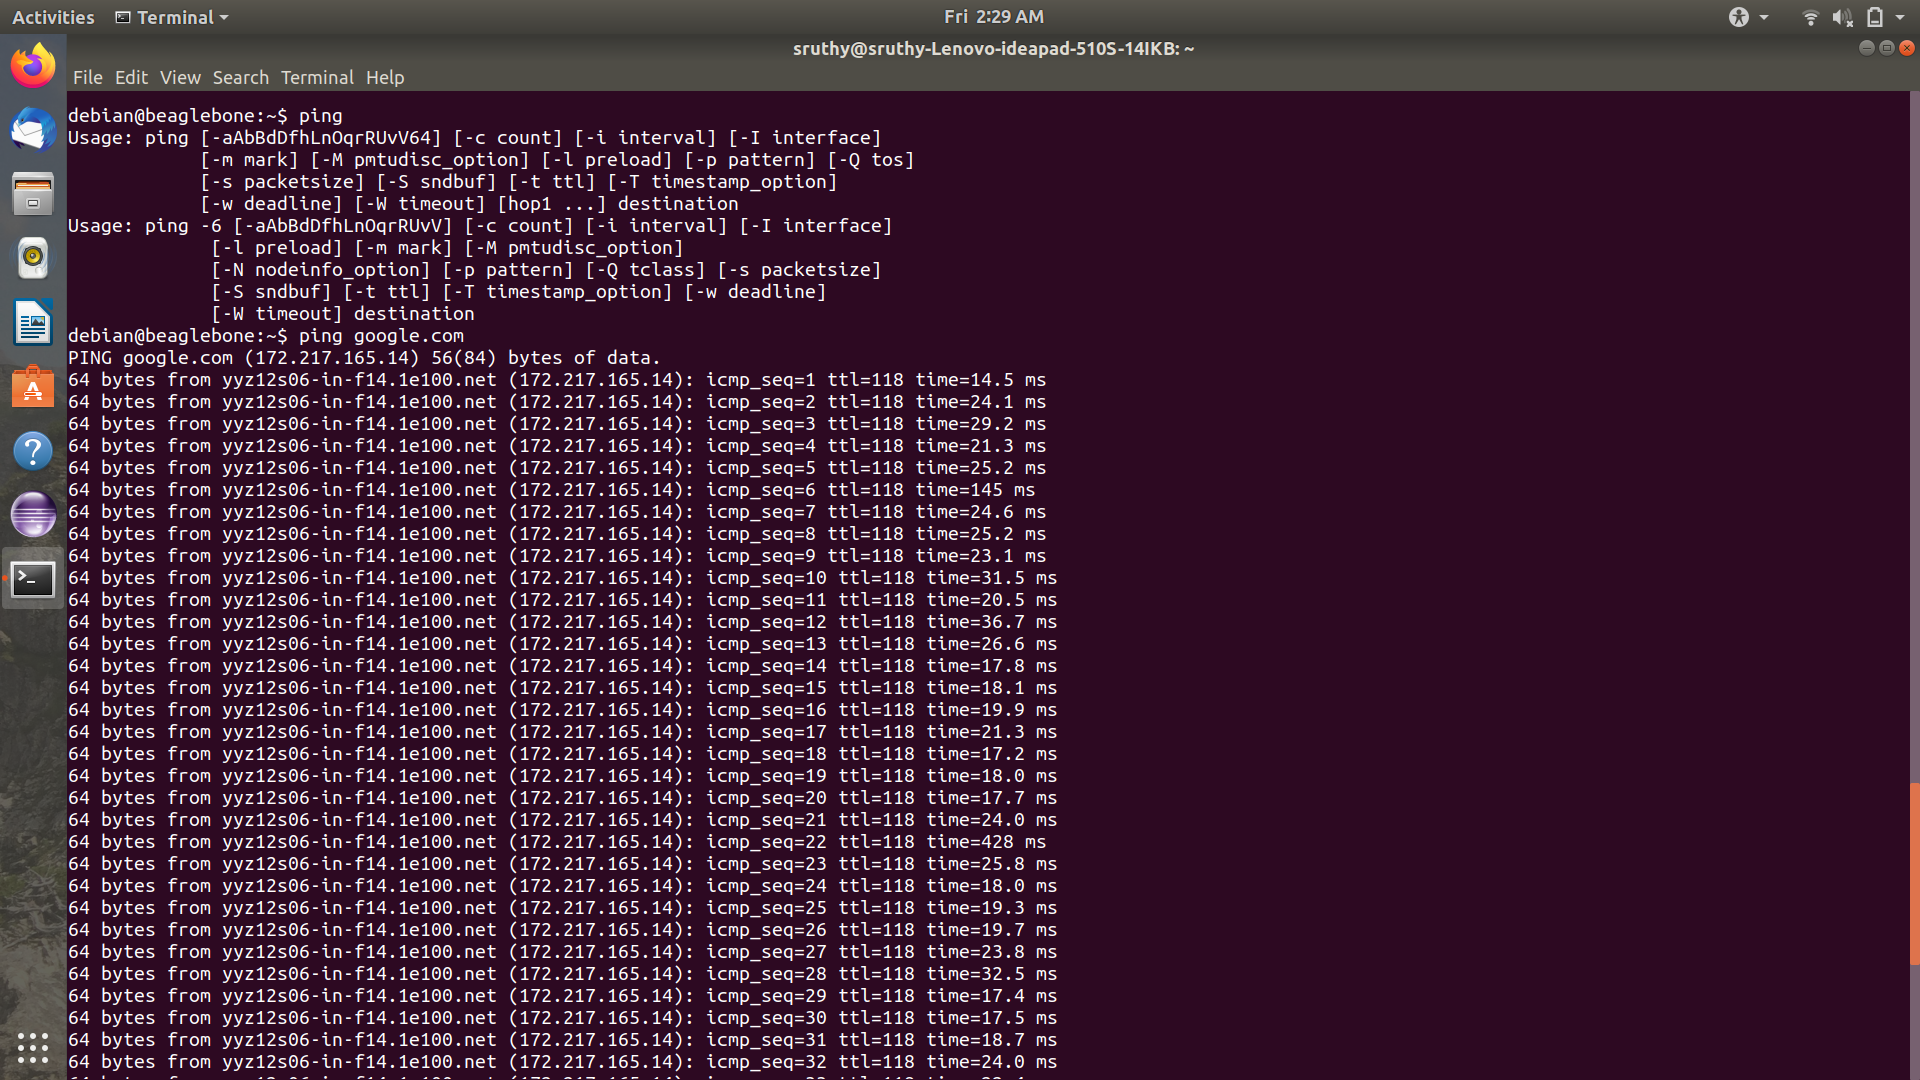 Activities Terminal Fri 2:29 AM
sruthy@sruthy-Lenovo-ideapad-510S-14IKB: ~
File Edit View Search Terminal Help
debian@beaglebone:~$ ping
Usage: ping [-aAbBdDfhLnOqrRUvV64] [-c count] [-i interval] [-I interface]
[-m mark] [-M pmtudisc_option] [-l preload] [-p pattern] [-Q tos]
[-s packetsize] [-S sndbuf] [-t ttl] [-T timestamp_option]
[-w deadline] [-W timeout] [hop1 ...] destination
Usage: ping -6 [-aAbBdDfhLnOqrRUvV] [-c count] [-i interval] [-I interface]
[-l preload] [-m mark] [-M pmtudisc_option]
[-N nodeinfo_option] [-p pattern] [-Q tclass] [-s packetsize]
[-S sndbuf] [-t ttl] [-T timestamp_option] [-w deadline]
[-W timeout] destination
debian@beaglebone:~$ ping google.com
PING google.com (172.217.165.14) 56(84) bytes of data.
64 bytes from yyz12s06-in-f14.1e100.net (172.217.165.14): icmp_seq=1 ttl=118 time=14.5 ms
64 bytes from yyz12s06-in-f14.1e100.net (172.217.165.14): icmp_seq=2 ttl=118 time=24.1 ms
64 bytes from yyz12s06-in-f14.1e100.net (172.217.165.14): icmp_seq=3 ttl=118 time=29.2 ms
64 bytes from yyz12s06-in-f14.1e100.net (172.217.165.14): icmp_seq=4 ttl=118 time=21.3 ms
64 bytes from yyz12s06-in-f14.1e100.net (172.217.165.14): icmp_seq=5 ttl=118 time=25.2 ms
64 bytes from yyz12s06-in-f14.1e100.net (172.217.165.14): icmp_seq=6 ttl=118 time=145 ms
64 bytes from yyz12s06-in-f14.1e100.net (172.217.165.14): icmp_seq=7 ttl=118 time=24.6 ms
64 bytes from yyz12s06-in-f14.1e100.net (172.217.165.14): icmp_seq=8 ttl=118 time=25.2 ms
64 bytes from yyz12s06-in-f14.1e100.net (172.217.165.14): icmp_seq=9 ttl=118 time=23.1 ms
64 bytes from yyz12s06-in-f14.1e100.net (172.217.165.14): icmp_seq=10 ttl=118 time=31.5 ms
64 bytes from yyz12s06-in-f14.1e100.net (172.217.165.14): icmp_seq=11 ttl=118 time=20.5 ms
64 bytes from yyz12s06-in-f14.1e100.net (172.217.165.14): icmp_seq=12 ttl=118 time=36.7 ms
64 bytes from yyz12s06-in-f14.1e100.net (172.217.165.14): icmp_seq=13 ttl=118 time=26.6 ms
64 bytes from yyz12s06-in-f14.1e100.net (172.217.165.14): icmp_seq=14 ttl=118 time=17.8 ms
64 bytes from yyz12s06-in-f14.1e100.net (172.217.165.14): icmp_seq=15 ttl=118 time=18.1 ms
64 bytes from yyz12s06-in-f14.1e100.net (172.217.165.14): icmp_seq=16 ttl=118 time=19.9 ms
64 bytes from yyz12s06-in-f14.1e100.net (172.217.165.14): icmp_seq=17 ttl=118 time=21.3 ms
64 bytes from yyz12s06-in-f14.1e100.net (172.217.165.14): icmp_seq=18 ttl=118 time=17.2 ms
64 bytes from yyz12s06-in-f14.1e100.net (172.217.165.14): icmp_seq=19 ttl=118 time=18.0 ms
64 bytes from yyz12s06-in-f14.1e100.net (172.217.165.14): icmp_seq=20 ttl=118 time=17.7 ms
64 bytes from yyz12s06-in-f14.1e100.net (172.217.165.14): icmp_seq=21 ttl=118 time=24.0 ms
64 bytes from yyz12s06-in-f14.1e100.net (172.217.165.14): icmp_seq=22 ttl=118 time=428 ms
64 bytes from yyz12s06-in-f14.1e100.net (172.217.165.14): icmp_seq=23 ttl=118 time=25.8 ms
64 bytes from yyz12s06-in-f14.1e100.net (172.217.165.14): icmp_seq=24 ttl=118 time=18.0 ms
64 bytes from yyz12s06-in-f14.1e100.net (172.217.165.14): icmp_seq=25 ttl=118 time=19.3 ms
64 bytes from yyz12s06-in-f14.1e100.net (172.217.165.14): icmp_seq=26 ttl=118 time=19.7 ms
64 bytes from yyz12s06-in-f14.1e100.net (172.217.165.14): icmp_seq=27 ttl=118 time=23.8 ms
64 bytes from yyz12s06-in-f14.1e100.net (172.217.165.14): icmp_seq=28 ttl=118 time=32.5 ms
64 bytes from yyz12s06-in-f14.1e100.net (172.217.165.14): icmp_seq=29 ttl=118 time=17.4 ms
64 bytes from yyz12s06-in-f14.1e100.net (172.217.165.14): icmp_seq=30 ttl=118 time=17.5 ms
64 bytes from yyz12s06-in-f14.1e100.net (172.217.165.14): icmp_seq=31 ttl=118 time=18.7 ms
64 bytes from yyz12s06-in-f14.1e100.net (172.217.165.14): icmp_seq=32 ttl=118 time=24.0 ms